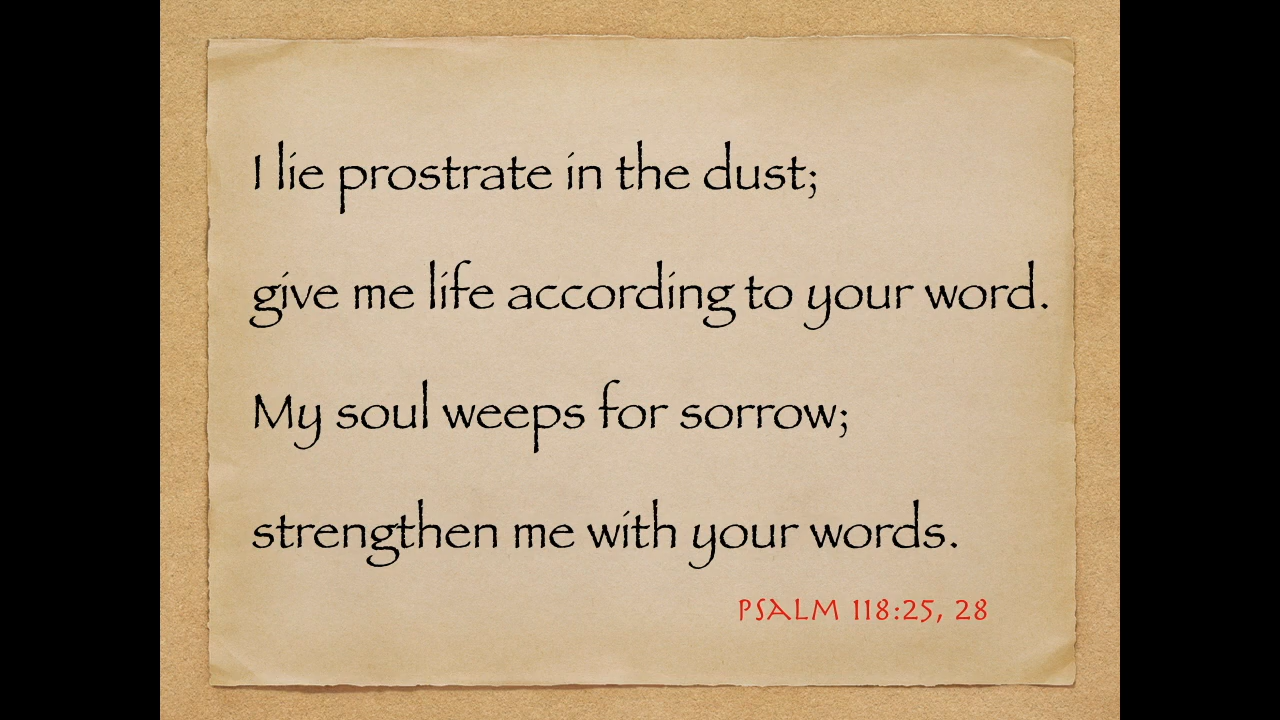 I lie prostrate in the dust;
give me life according to your word.
My soul weeps for sorrow;
strengthen me with your words.
PSALM 118:25, 28